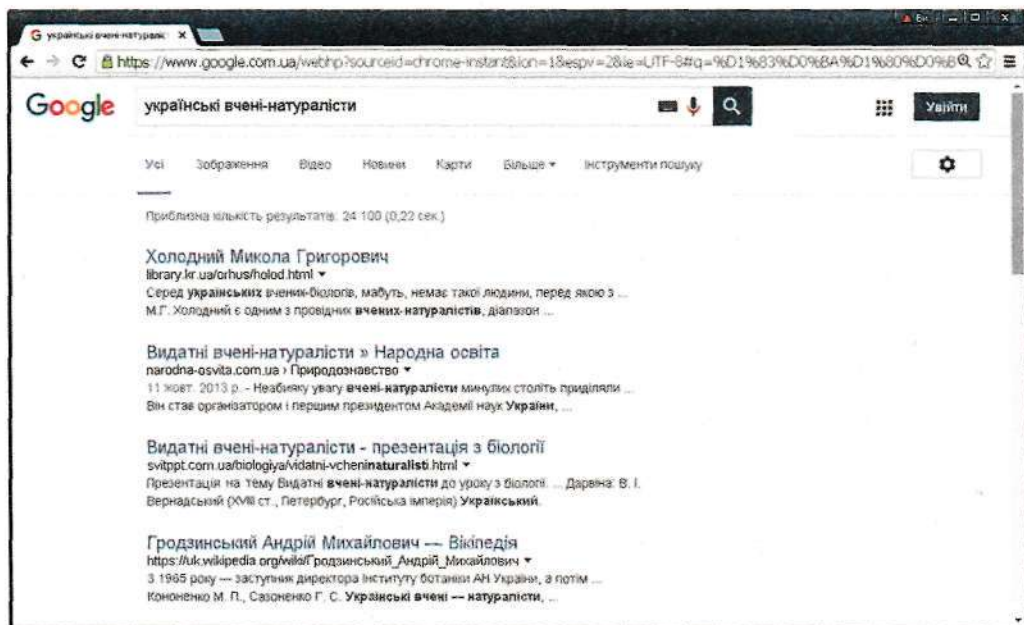 українські вчені-натураліс
https://www.google.com.ua/webhp?sourceid=chrome-instant&ion=1&espv=2&ie=UTF-8#q=%D1%83%D0%BA%D1%80%D0%B8
Google українські вчені-натуралісти Увійти
Усі Зображення Відео Новини Карти Більше Інструменти пошуку
Приблизна кількість результатів: 24 100 (0,22 сек.)
Холодний Микола Григорович
library.kr.ua/orhus/holod.html
Серед українських вчених-біологів, мабуть, немає такої людини, перед якою з ...
М.Г. Холодний є одним з провідних вчених-натуралістів, діапазон ...
Видатні вчені-натуралісти » Народна освіта
narodna-osvita.com.ua › Природознавство
11 жовт. 2013 р. - Неабияку увагу вчені-натуралісти минулих століть приділяли ...
Він став організатором і першим президентом Академії наук України, ...
Видатні вчені-натуралісти - презентація з біології
svitppt.com.ua/biologiya/vidatni-vcheninaturalisti.html
Презентація на тему Видатні вчені-натуралісти до уроку з біології. ... Дарвіна: В. І.
Вернадський (XVIII ст., Петербург, Російська імперія) Український.
Гродзинський Андрій Михайлович — Вікіпедія
https://uk.wikipedia.org/wiki/Гродзинський_Андрій_Михайлович
З 1965 року — заступник директора Інституту ботаніки АН України, а потім ...
Кононенко М. П., Сазоненко Г. С. Українські вчені — натуралісти, ...